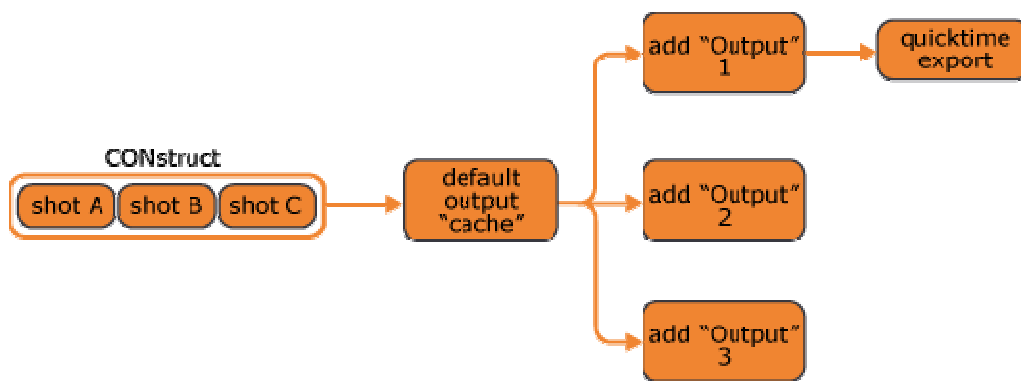 CONstruct
shot A
shot B
shot C
default
output
"cache"
add "Output"
1
quicktime
export
add "Output"
2
add "Output"
3